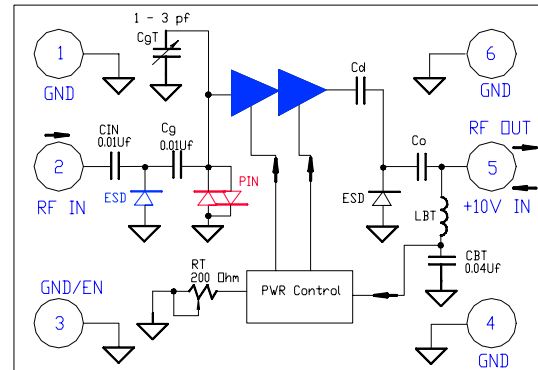 1 - 3 pf
CgT
1
GND
6
GND
Cd
CIN
0.01Uf
Cg
0.01Uf
RF OUT
Co
2
RF IN
ESD
PIN
ESD
5
+10V IN
LBT
CBT
0.04Uf
GND/EN
3
RT
200 Ohm
PWR Control
4
GND